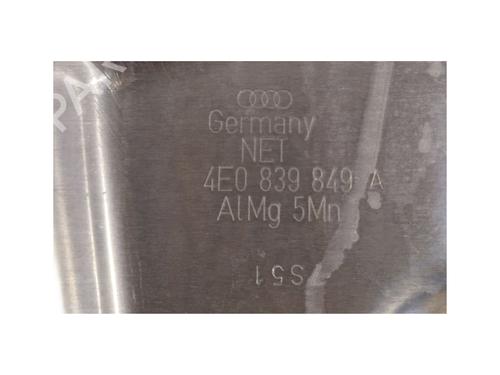 Germany
NET
4E0 839 849 A
AlMg 5Mn
S51